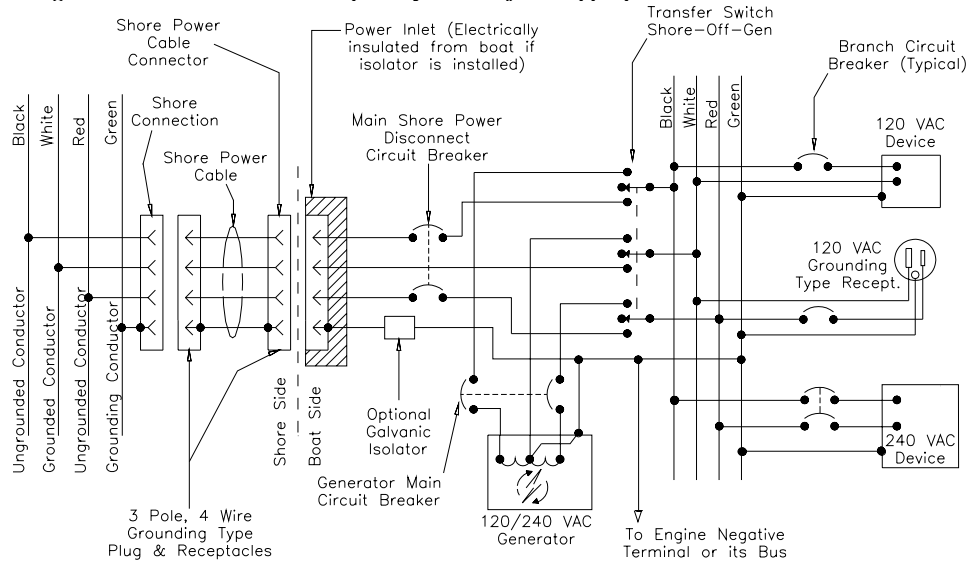 Shore Power
Cable
Connector
Power Inlet (Electrically
insulated from boat if
isolator is installed)
Transfer Switch
Shore-Off-Gen
Branch Circuit
Breaker (Typical)
Black
White
Red
Green
Shore
Connection
Shore Power
Cable
Main Shore Power
Disconnect
Circuit Breaker
Black
White
Red
Green
120 VAC
Device
120 VAC
Grounding
Type Recept.
Ungrounded Conductor
Grounded Conductor
Ungrounded Conductor
Grounding Conductor
Shore Side
Boat Side
Optional
Galvanic
Isolator
Generator Main
Circuit Breaker
240 VAC
Device
3 Pole, 4 Wire
Grounding Type
Plug & Receptacles
120/240 VAC
Generator
To Engine Negative
Terminal or its Bus